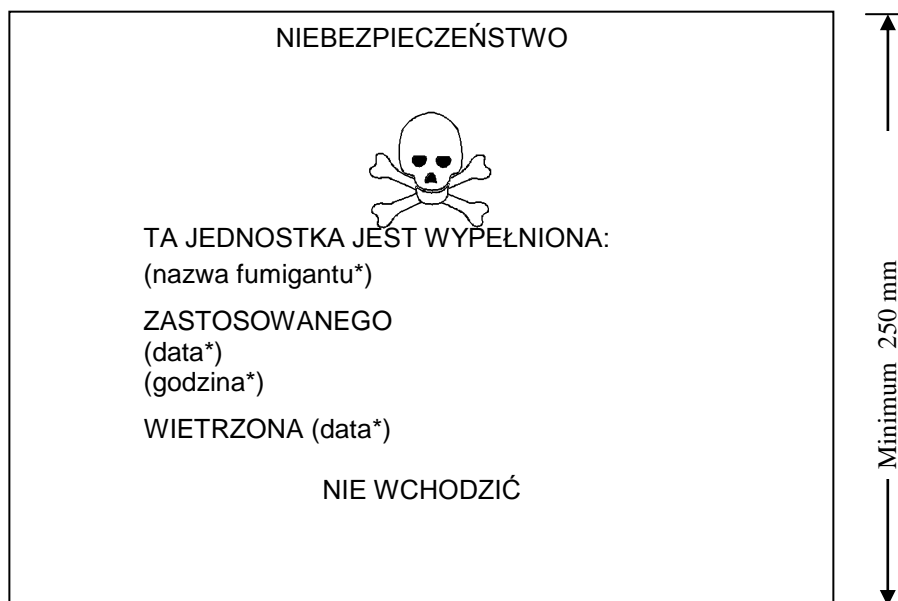 NIEBEZPIECZEŃSTWO
TA JEDNOSTKA JEST WYPEŁNIONA:
(nazwa fumigantu*)
ZASTOSOWANEGO
(data*)
(godzina*)
WIETRZONA (data*)
NIE WCHODZIĆ
Minimum 250 mm